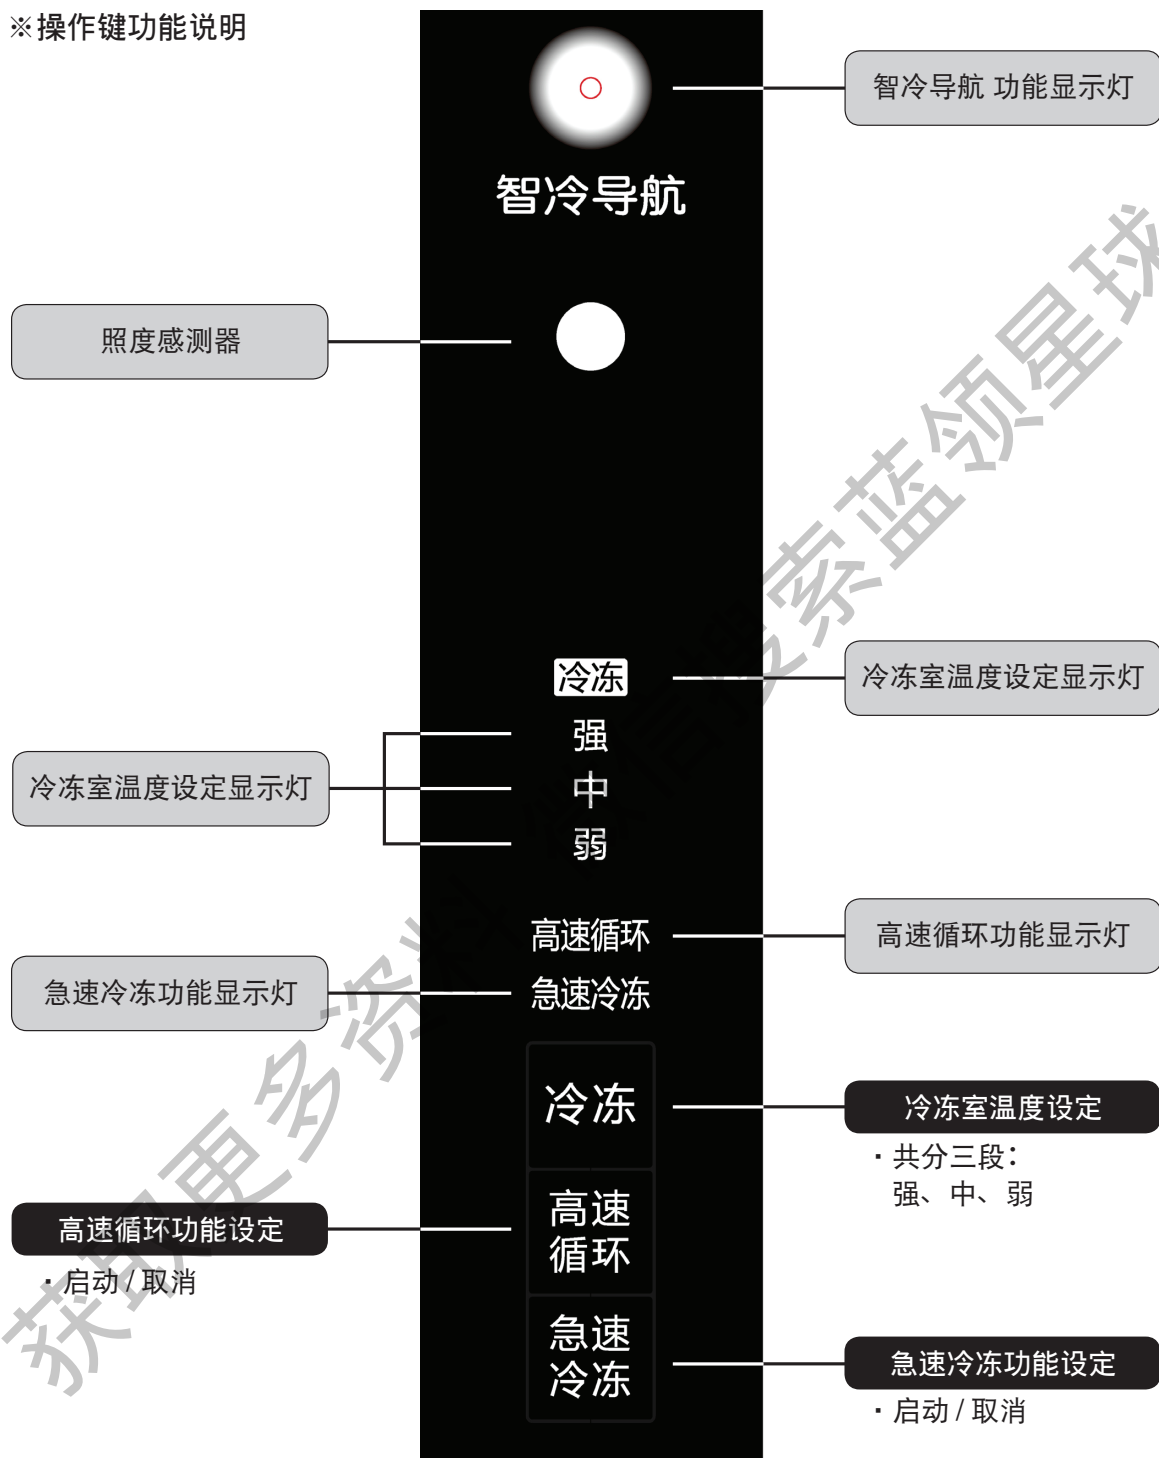 ※操作键功能说明
智冷导航 功能显示灯
智冷导航
照度感测器
冷冻
冷冻室温度设定显示灯
强
中
弱
冷冻室温度设定显示灯
高速循环
高速循环功能显示灯
急速冷冻
急速冷冻功能显示灯
冷冻
冷冻室温度设定
・共分三段：
强、中、弱
高速
循环
高速循环功能设定
・启动 / 取消
急速
冷冻
急速冷冻功能设定
・启动 / 取消